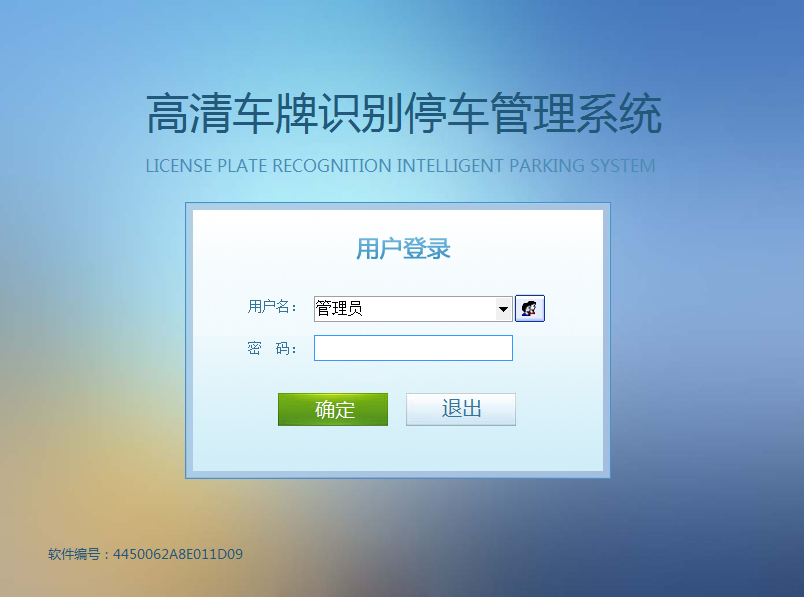 高清车牌识别停车管理系统
LICENSE PLATE RECOGNITION INTELLIGENT PARKING SYSTEM
用户登录
用户名： 管理员
密 码：
确定 退出
软件编号：4450062A8E011D09